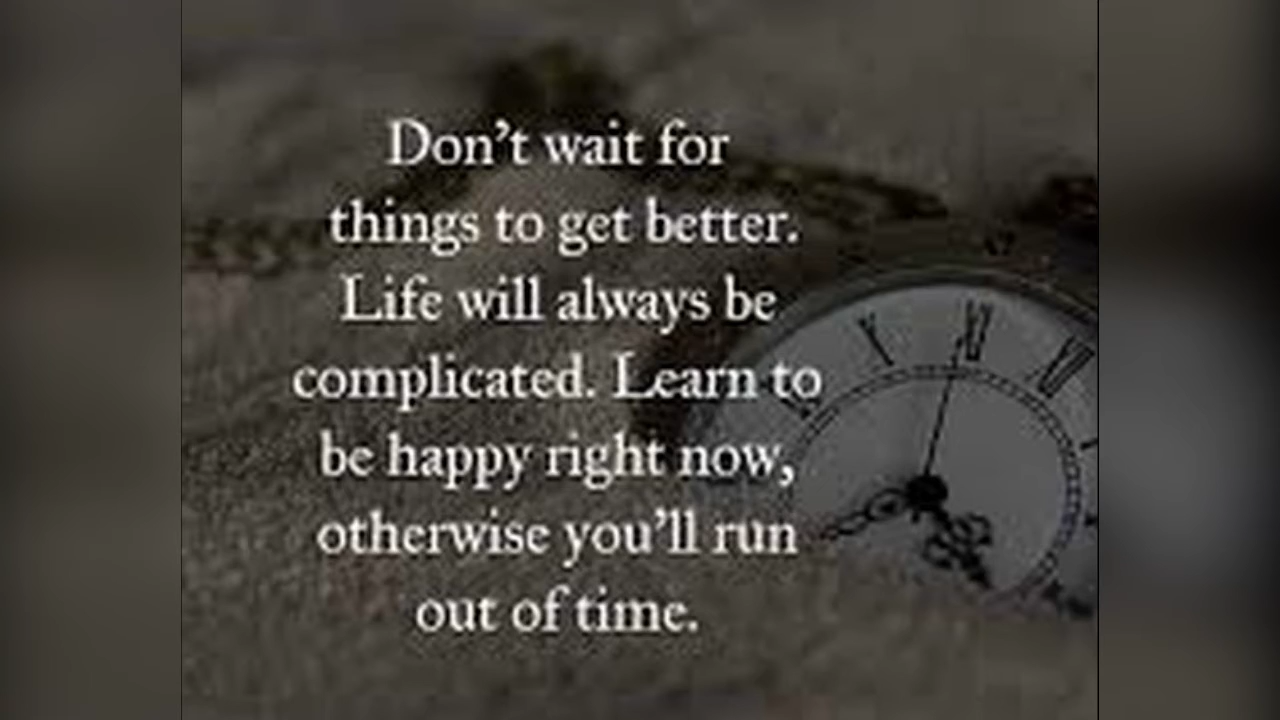 Don't wait for
things to get better.
Life will always be
complicated. Learn to
be happy right now,
otherwise you'll run
out of time.